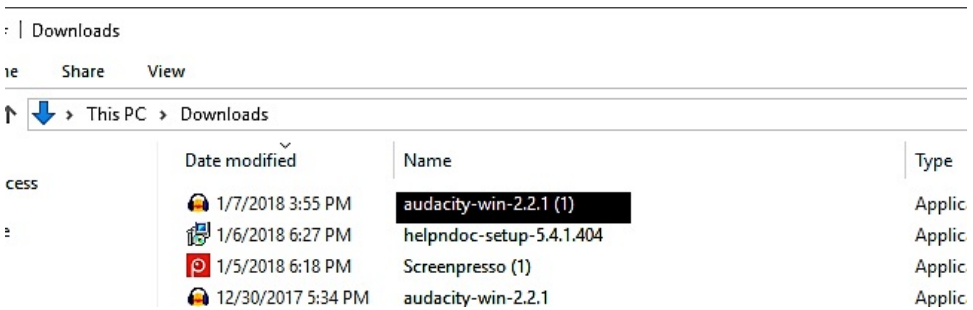 Downloads
Share View
This PC > Downloads
Date modified Name Type
1/7/2018 3:55 PM audacity-win-2.2.1 (1) Applic
1/6/2018 6:27 PM helpndoc-setup-5.4.1.404 Applic
1/5/2018 6:18 PM Screenpresso (1) Applic
12/30/2017 5:34 PM audacity-win-2.2.1 Applic
cess